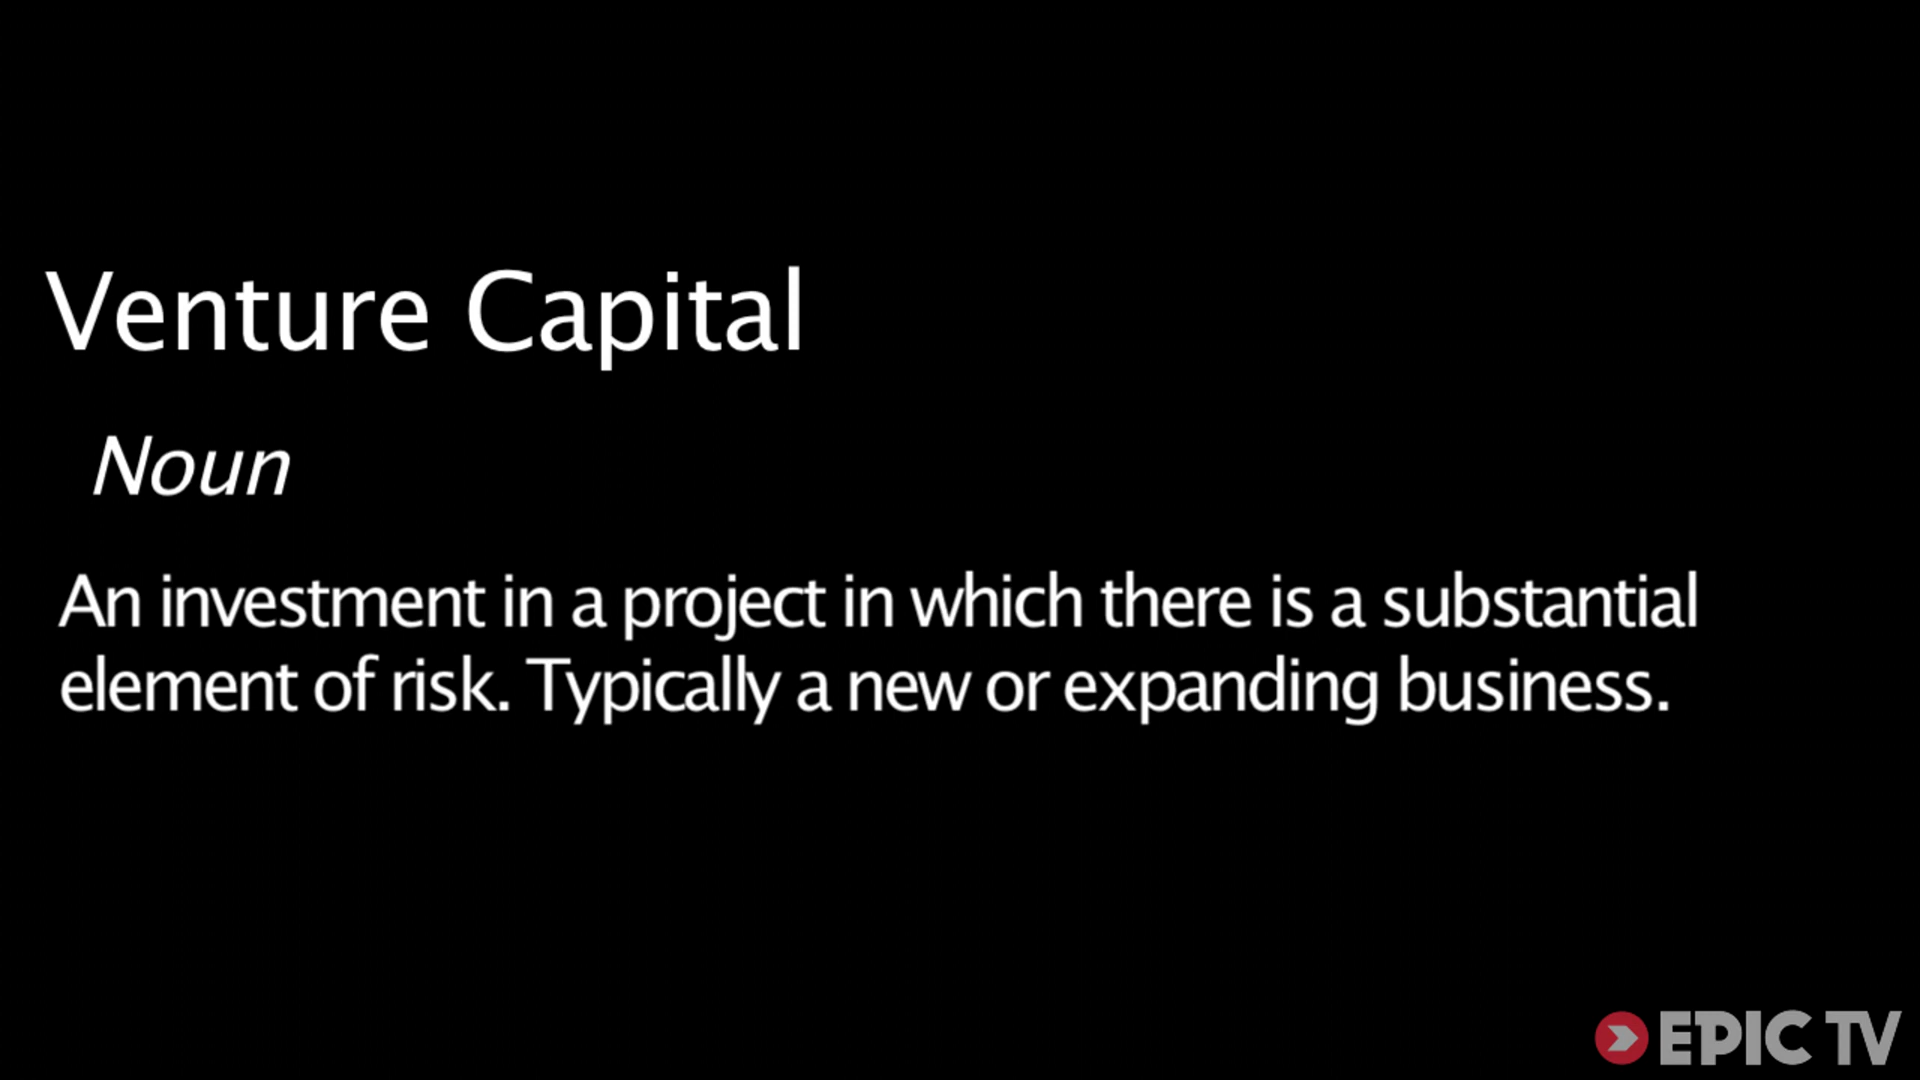 Venture Capital
Noun
An investment in a project in which there is a substantial
element of risk. Typically a new or expanding business.
EPIC TV